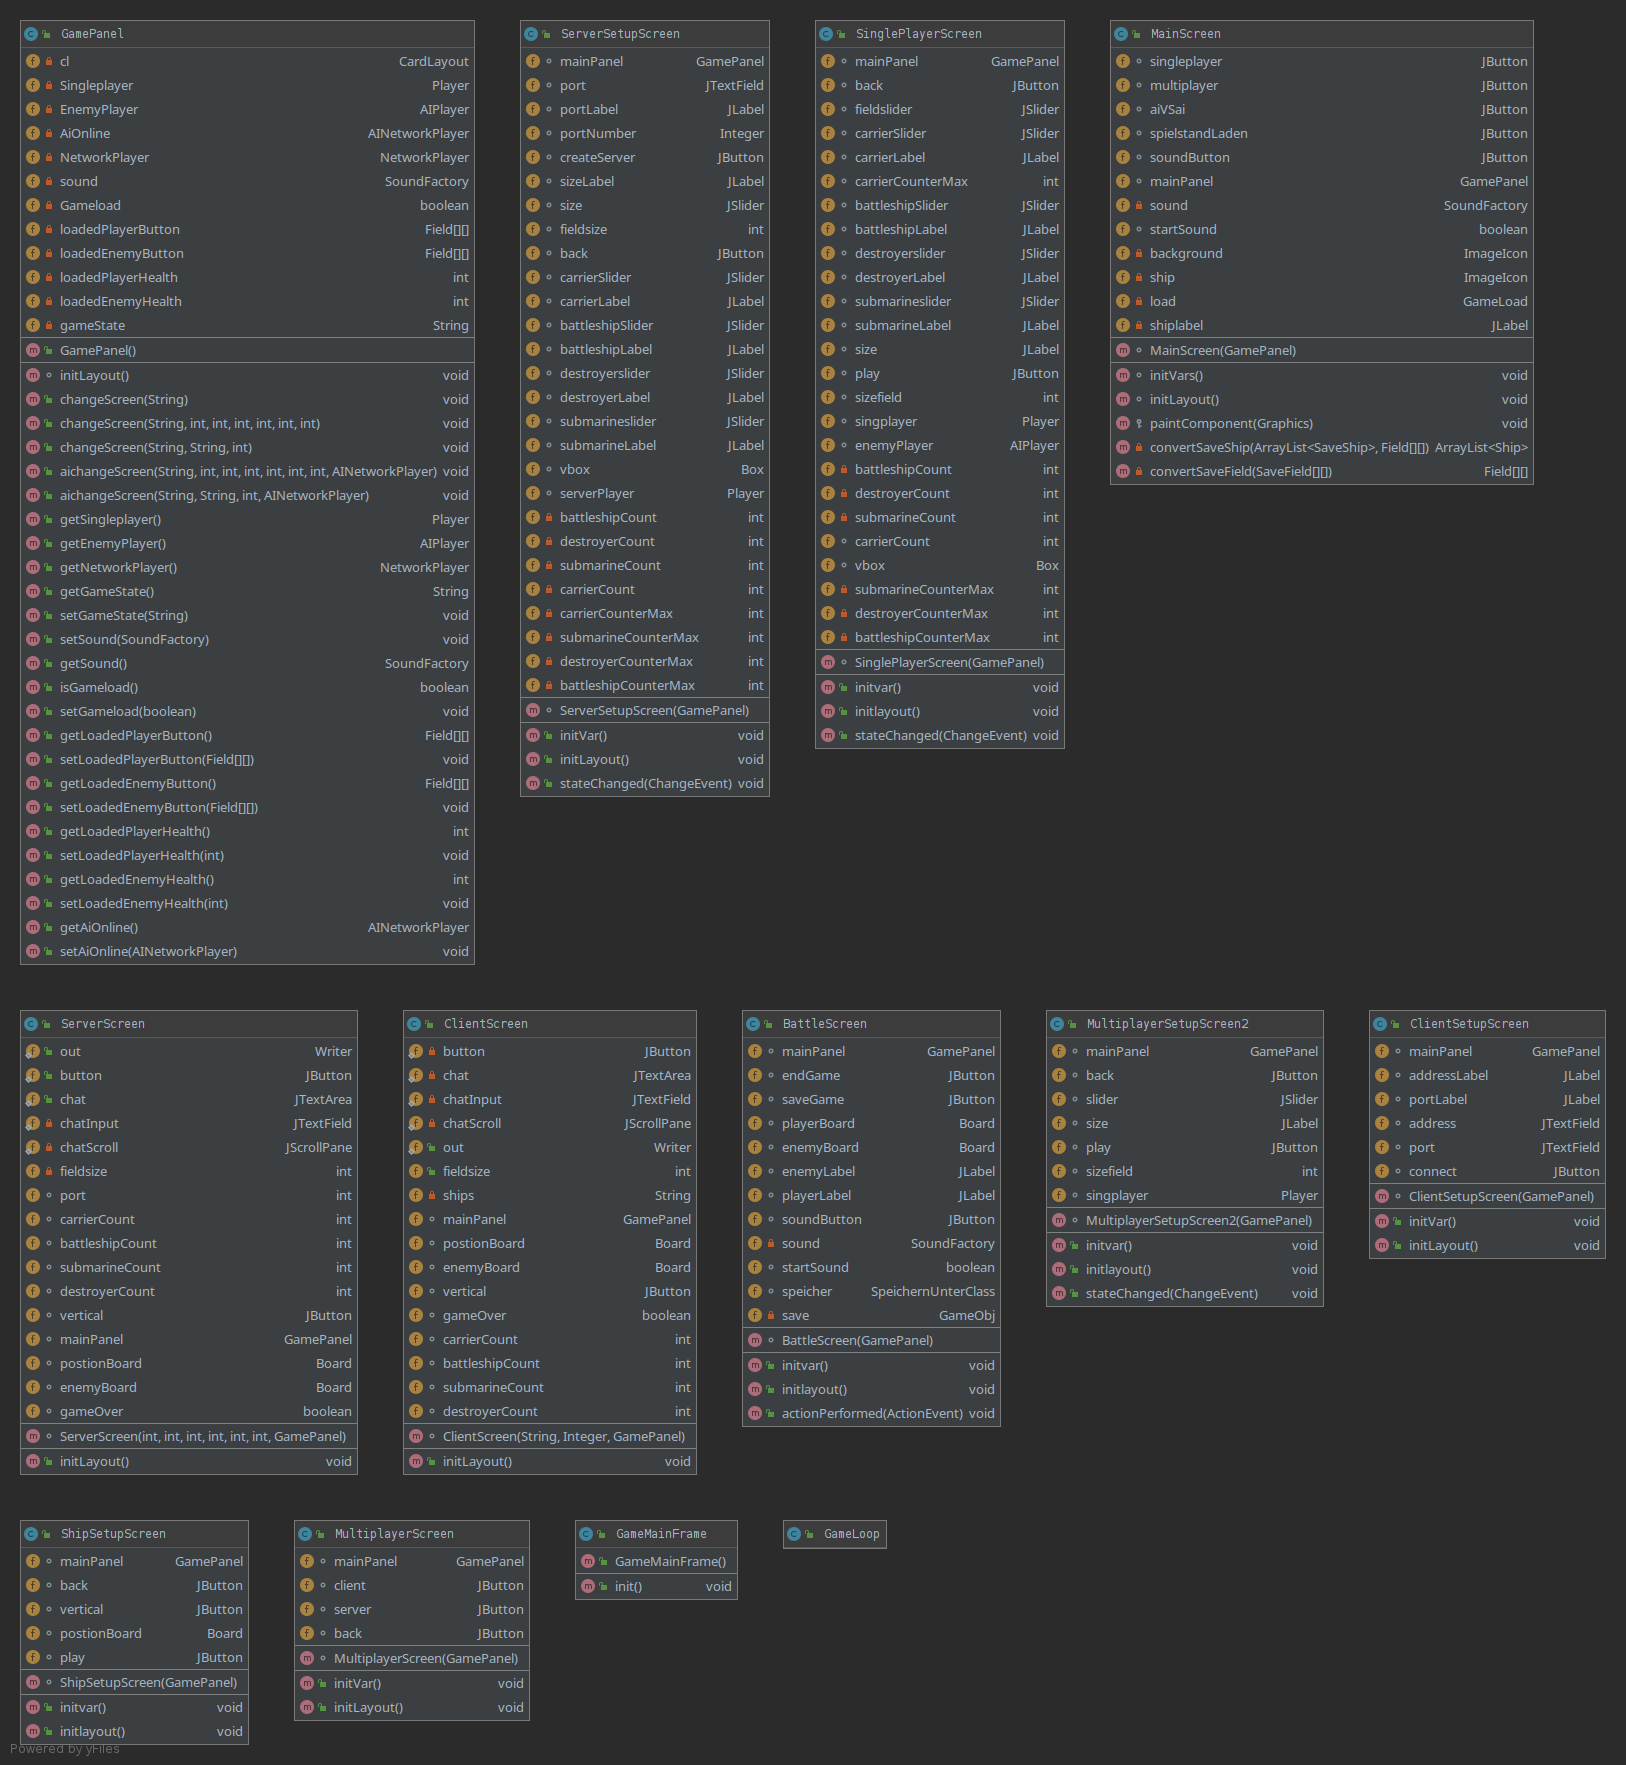 GamePanel
cl CardLayout
Singleplayer Player
EnemyPlayer AIPlayer
AiOnline AINetworkPlayer
NetworkPlayer NetworkPlayer
sound SoundFactory
Gameload boolean
loadedPlayerButton Field[][]
loadedEnemyButton Field[][]
loadedPlayerHealth int
loadedEnemyHealth int
gameState String
GamePanel()
initLayout() void
changeScreen(String) void
changeScreen(String, int, int, int, int, int, int) void
changeScreen(String, String, int) void
aichangeScreen(String, int, int, int, int, int, int, AINetworkPlayer) void
aichangeScreen(String, String, int, AINetworkPlayer) void
getSingleplayer() Player
getEnemyPlayer() AIPlayer
getNetworkPlayer() NetworkPlayer
getGameState() String
setGameState(String) void
setSound(SoundFactory) void
getSound() SoundFactory
isGameload() boolean
setGameload(boolean) void
getLoadedPlayerButton() Field[][]
setLoadedPlayerButton(Field[][]) void
getLoadedEnemyButton() Field[][]
setLoadedEnemyButton(Field[][]) void
getLoadedPlayerHealth() int
setLoadedPlayerHealth(int) void
getLoadedEnemyHealth() int
setLoadedEnemyHealth(int) void
getAiOnline() AINetworkPlayer
setAiOnline(AINetworkPlayer) void
ServerSetupScreen
mainPanel GamePanel
port JTextField
portLabel JLabel
portNumber Integer
createServer JButton
sizeLabel JLabel
size JSlider
fieldsize int
back JButton
carrierSlider JSlider
carrierLabel JLabel
battleshipSlider JSlider
battleshipLabel JLabel
destroyerslider JSlider
destroyerLabel JLabel
submarineslider JSlider
submarineLabel JLabel
vbox Box
serverPlayer Player
battleshipCount int
destroyerCount int
submarineCount int
carrierCount int
carrierCounterMax int
submarineCounterMax int
destroyerCounterMax int
battleshipCounterMax int
ServerSetupScreen(GamePanel)
initVar() void
initLayout() void
stateChanged(ChangeEvent) void
SinglePlayerScreen
mainPanel GamePanel
back JButton
fieldslider JSlider
carrierSlider JSlider
carrierLabel JLabel
carrierCounterMax int
battleshipSlider JSlider
battleshipLabel JLabel
destroyerslider JSlider
destroyerLabel JLabel
submarineslider JSlider
submarineLabel JLabel
size JLabel
play JButton
sizefield int
singplayer Player
enemyPlayer AIPlayer
battleshipCount int
destroyerCount int
submarineCount int
carrierCount int
vbox Box
submarineCounterMax int
destroyerCounterMax int
battleshipCounterMax int
SinglePlayerScreen(GamePanel)
initvar() void
initlayout() void
stateChanged(ChangeEvent) void
MainScreen
singleplayer JButton
multiplayer JButton
aiVSai JButton
spielstandLaden JButton
soundButton JButton
mainPanel GamePanel
sound SoundFactory
startSound boolean
background ImageIcon
ship ImageIcon
load GameLoad
shiplabel JLabel
MainScreen(GamePanel)
initVars() void
initLayout() void
paintComponent(Graphics) void
convertSaveShip(ArrayList<SaveShip>, Field[][]) ArrayList<Ship>
convertSaveField(SaveField[][]) Field[][]
ServerScreen
out Writer
button JButton
chat JTextArea
chatInput JTextField
chatScroll JScrollPane
fieldsize int
port int
carrierCount int
battleshipCount int
submarineCount int
destroyerCount int
vertical JButton
mainPanel GamePanel
postionBoard Board
enemyBoard Board
gameOver boolean
ServerScreen(int, int, int, int, int, int, GamePanel)
initLayout() void
ClientScreen
button JButton
chat JTextArea
chatInput JTextField
chatScroll JScrollPane
out Writer
fieldsize int
ships String
mainPanel GamePanel
postionBoard Board
enemyBoard Board
vertical JButton
gameOver boolean
carrierCount int
battleshipCount int
submarineCount int
destroyerCount int
ClientScreen(String, Integer, GamePanel)
initLayout() void
BattleScreen
mainPanel GamePanel
endGame JButton
saveGame JButton
playerBoard Board
enemyBoard Board
enemyLabel JLabel
playerLabel JLabel
soundButton JButton
sound SoundFactory
startSound boolean
speicher SpeichernUnterClass
save GameObj
BattleScreen(GamePanel)
initvar() void
initlayout() void
actionPerformed(ActionEvent) void
MultiplayerSetupScreen2
mainPanel GamePanel
back JButton
slider JSlider
size JLabel
play JButton
sizefield int
singplayer Player
MultiplayerSetupScreen2(GamePanel)
initvar() void
initlayout() void
stateChanged(ChangeEvent) void
ClientSetupScreen
mainPanel GamePanel
addressLabel JLabel
portLabel JLabel
address JTextField
port JTextField
connect JButton
ClientSetupScreen(GamePanel)
initVar() void
initLayout() void
ShipSetupScreen
mainPanel GamePanel
back JButton
vertical JButton
postionBoard Board
play JButton
ShipSetupScreen(GamePanel)
initvar() void
initlayout() void
MultiplayerScreen
mainPanel GamePanel
client JButton
server JButton
back JButton
MultiplayerScreen(GamePanel)
initVar() void
initLayout() void
GameMainFrame
GameMainFrame()
init() void
GameLoop
Powered by yFiles